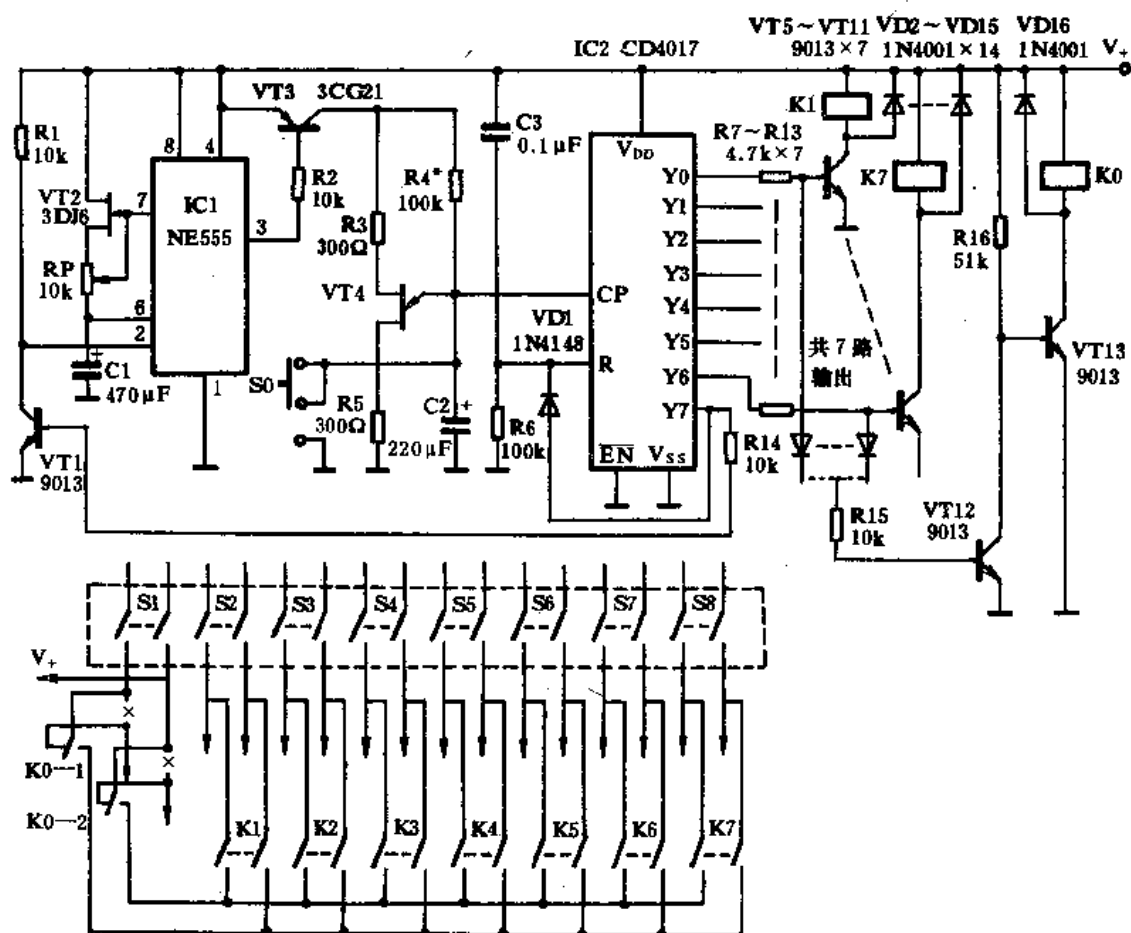 VT5～VT11
9013×7
VD2～VD15
1N4001×14
VD16
1N4001
V+
IC2 CD4017
VT3
3CG21
K1
C3
0.1μF
R1
10k
8
4
R2
10k
R4*
100k
VDD
R7～R13
4.7k×7
K7
K0
VT2
3DJ6
7
IC1
NE555
3
R3
300Ω
Y0
Y1
Y2
Y3
Y4
Y5
Y6
Y7
R16
51k
RP
10k
VT4
CP
6
2
VD1
1N4148
R
共7路
输出
VT13
9013
C1
+
470μF
1
S0
R5
300Ω
C2
+
220μF
R6
100k
R14
10k
EN
VSS
VT1
9013
R15
10k
VT12
9013
S1
S2
S3
S4
S5
S6
S7
S8
V+
×
×
K0—1
K0—2
K1
K2
K3
K4
K5
K6
K7